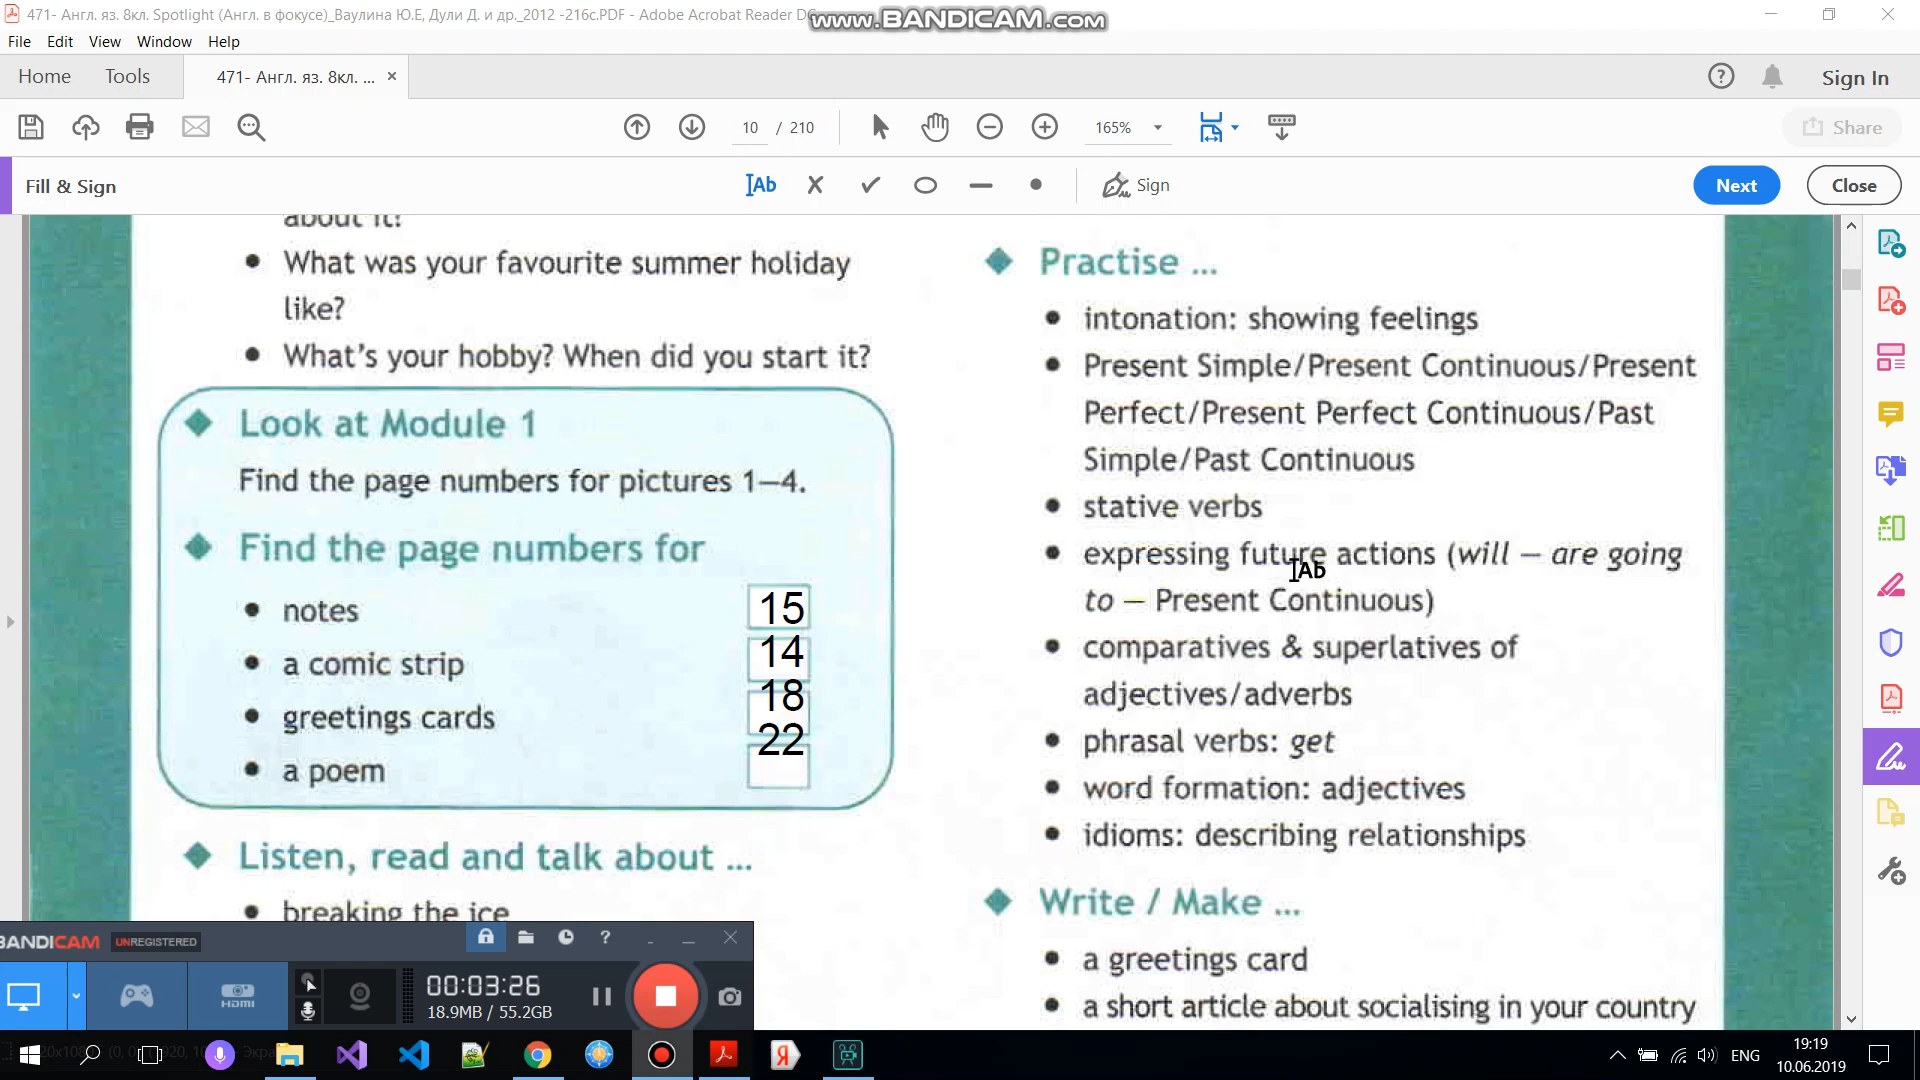 471- Англ. яз. 8кл. Spotlight (Англ. в фокусе)_Ваулина Ю.Е, Дули Д. и др._2012 -216с.PDF - Adobe Acrobat Reader DC
www.BANDICAM.com
File Edit View Window Help
Home Tools 471- Англ. яз. 8кл. ... × Sign In
10 / 210 165% Share
Fill & Sign Ab Sign Next Close
about it?
What was your favourite summer holiday
like?
What's your hobby? When did you start it?
Look at Module 1
Find the page numbers for pictures 1—4.
Find the page numbers for
notes 15
a comic strip 14
greetings cards 18
22
a poem
Listen, read and talk about ...
breaking the ice
Practise ...
intonation: showing feelings
Present Simple/Present Continuous/Present
Perfect/Present Perfect Continuous/Past
Simple/Past Continuous
stative verbs
expressing future actions (will — are going
to — Present Continuous)
Ab
comparatives & superlatives of
adjectives/adverbs
phrasal verbs: get
word formation: adjectives
idioms: describing relationships
Write / Make ...
a greetings card
a short article about socialising in your country
BANDICAM UNREGISTERED
HDMI
00:03:26
18.9MB / 55.2GB
ENG
19:19
10.06.2019